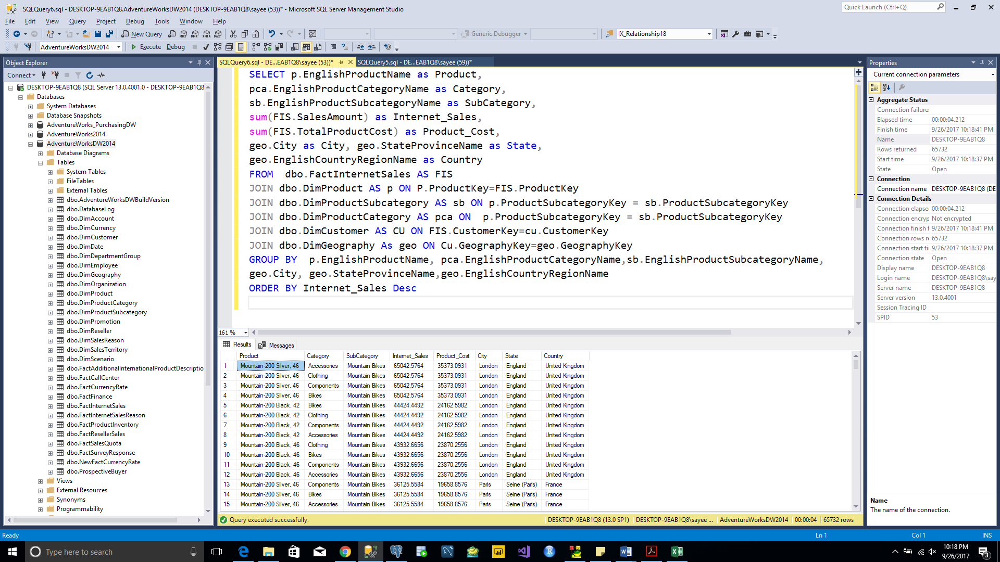 SQLQuery6.sql - DESKTOP-9EAB1Q8.AdventureWorksDW2014 (DESKTOP-9EAB1Q8\sayee (53))* - Microsoft SQL Server Management Studio
Quick Launch (Ctrl+Q)
File Edit View Query Project Debug Tools Window Help
New Query
Generic Debugger
IX_Relationship18
AdventureWorksDW2014
Execute Debug
Object Explorer
Connect
DESKTOP-9EAB1Q8 (SQL Server 13.0.4001.0 - DESKTOP-9EAB1Q8
Databases
System Databases
Database Snapshots
AdventureWorks_PurchasingDW
AdventureWorks2014
AdventureWorksDW2014
Database Diagrams
Tables
System Tables
FileTables
External Tables
dbo.AdventureWorksDWBuildVersion
dbo.DatabaseLog
dbo.DimAccount
dbo.DimCurrency
dbo.DimCustomer
dbo.DimDate
dbo.DimDepartmentGroup
dbo.DimEmployee
dbo.DimGeography
dbo.DimOrganization
dbo.DimProduct
dbo.DimProductCategory
dbo.DimProductSubcategory
dbo.DimPromotion
dbo.DimReseller
dbo.DimSalesReason
dbo.DimSalesTerritory
dbo.DimScenario
dbo.FactAdditionalInternationalProductDescriptio
dbo.FactCallCenter
dbo.FactCurrencyRate
dbo.FactFinance
dbo.FactInternetSales
dbo.FactInternetSalesReason
dbo.FactProductInventory
dbo.FactResellerSales
dbo.FactSalesQuota
dbo.FactSurveyResponse
dbo.NewFactCurrencyRate
dbo.ProspectiveBuyer
Views
External Resources
Synonyms
Programmability
SQLQuery6.sql - DE...EAB1Q8\sayee (53))* SQLQuery5.sql - DE...EAB1Q8\sayee (59))*
SELECT p.EnglishProductName as Product,
pca.EnglishProductCategoryName as Category,
sb.EnglishProductSubcategoryName as SubCategory,
sum(FIS.SalesAmount) as Internet_Sales,
sum(FIS.TotalProductCost) as Product_Cost,
geo.City as City, geo.StateProvinceName as State,
geo.EnglishCountryRegionName as Country
FROM dbo.FactInternetSales AS FIS
JOIN dbo.DimProduct AS p ON P.ProductKey=FIS.ProductKey
JOIN dbo.DimProductSubcategory AS sb ON p.ProductSubcategoryKey = sb.ProductSubcategoryKey
JOIN dbo.DimProductCategory AS pca ON p.ProductSubcategoryKey = sb.ProductSubcategoryKey
JOIN dbo.DimCustomer AS CU ON FIS.CustomerKey=cu.CustomerKey
JOIN dbo.DimGeography As geo ON Cu.GeographyKey=geo.GeographyKey
GROUP BY p.EnglishProductName, pca.EnglishProductCategoryName,sb.EnglishProductSubcategoryName,
geo.City, geo.StateProvinceName,geo.EnglishCountryRegionName
ORDER BY Internet_Sales Desc
161 %
Results Messages
Product Category SubCategory Internet_Sales Product_Cost City State Country
1 Mountain-200 Silver, 46 Accessories Mountain Bikes 65042.5764 35373.0931 London England United Kingdom
2 Mountain-200 Silver, 46 Clothing Mountain Bikes 65042.5764 35373.0931 London England United Kingdom
3 Mountain-200 Silver, 46 Components Mountain Bikes 65042.5764 35373.0931 London England United Kingdom
4 Mountain-200 Silver, 46 Bikes Mountain Bikes 65042.5764 35373.0931 London England United Kingdom
5 Mountain-200 Black, 42 Bikes Mountain Bikes 44424.4492 24162.5982 London England United Kingdom
6 Mountain-200 Black, 42 Clothing Mountain Bikes 44424.4492 24162.5982 London England United Kingdom
7 Mountain-200 Black, 42 Components Mountain Bikes 44424.4492 24162.5982 London England United Kingdom
8 Mountain-200 Black, 42 Accessories Mountain Bikes 44424.4492 24162.5982 London England United Kingdom
9 Mountain-200 Black, 46 Clothing Mountain Bikes 43932.6656 23870.2556 London England United Kingdom
10 Mountain-200 Black, 46 Bikes Mountain Bikes 43932.6656 23870.2556 London England United Kingdom
11 Mountain-200 Black, 46 Components Mountain Bikes 43932.6656 23870.2556 London England United Kingdom
12 Mountain-200 Black, 46 Accessories Mountain Bikes 43932.6656 23870.2556 London England United Kingdom
13 Mountain-200 Silver, 46 Components Mountain Bikes 36125.5584 19658.8576 Paris Seine (Paris) France
14 Mountain-200 Silver, 46 Bikes Mountain Bikes 36125.5584 19658.8576 Paris Seine (Paris) France
15 Mountain-200 Silver, 46 Accessories Mountain Bikes 36125.5584 19658.8576 Paris Seine (Paris) France
Query executed successfully. DESKTOP-9EAB1Q8 (13.0 SP1) DESKTOP-9EAB1Q8\sayee ... AdventureWorksDW2014 00:00:04 65732 rows
Properties
Current connection parameters
Aggregate Status
Connection failures
Elapsed time 00:00:04.212
Finish time 9/26/2017 10:18:41 PM
Name DESKTOP-9EAB1Q8
Rows returned 65732
Start time 9/26/2017 10:18:37 PM
State Open
Connection
Connection name DESKTOP-9EAB1Q8 (DE
Connection Details
Connection elapse 00:00:04.212
Connection encryp Not encrypted
Connection finish t 9/26/2017 10:18:41 PM
Connection rows re 65732
Connection start ti 9/26/2017 10:18:37 PM
Connection state Open
Display name DESKTOP-9EAB1Q8
Login name DESKTOP-9EAB1Q8\say
Server name DESKTOP-9EAB1Q8
Server version 13.0.4001
Session Tracing ID
SPID 53
Name
The name of the connection.
Ready Ln 1 Col 1 INS
Type here to search
10:18 PM
9/26/2017
3